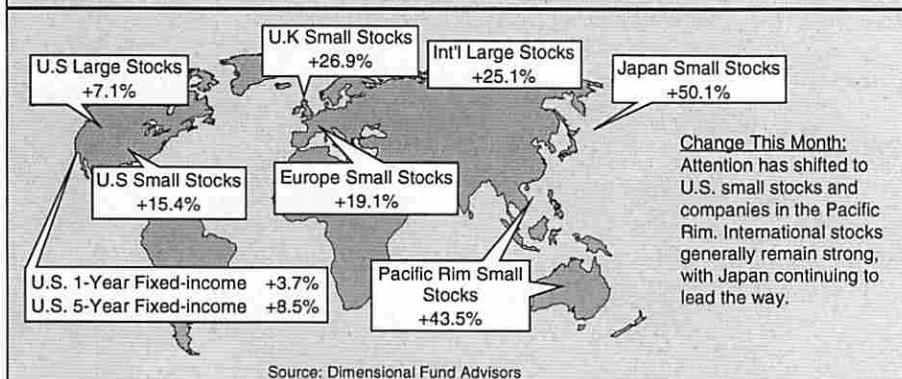 U.K Small Stocks
+26.9%
Int'l Large Stocks
+25.1%
U.S Large Stocks
+7.1%
Japan Small Stocks
+50.1%
U.S Small Stocks
+15.4%
Europe Small Stocks
+19.1%
Change This Month:
Attention has shifted to
U.S. small stocks and
companies in the Pacific
Rim. International stocks
generally remain strong,
with Japan continuing to
lead the way.
U.S. 1-Year Fixed-income +3.7%
U.S. 5-Year Fixed-income +8.5%
Pacific Rim Small
Stocks
+43.5%
Source: Dimensional Fund Advisors